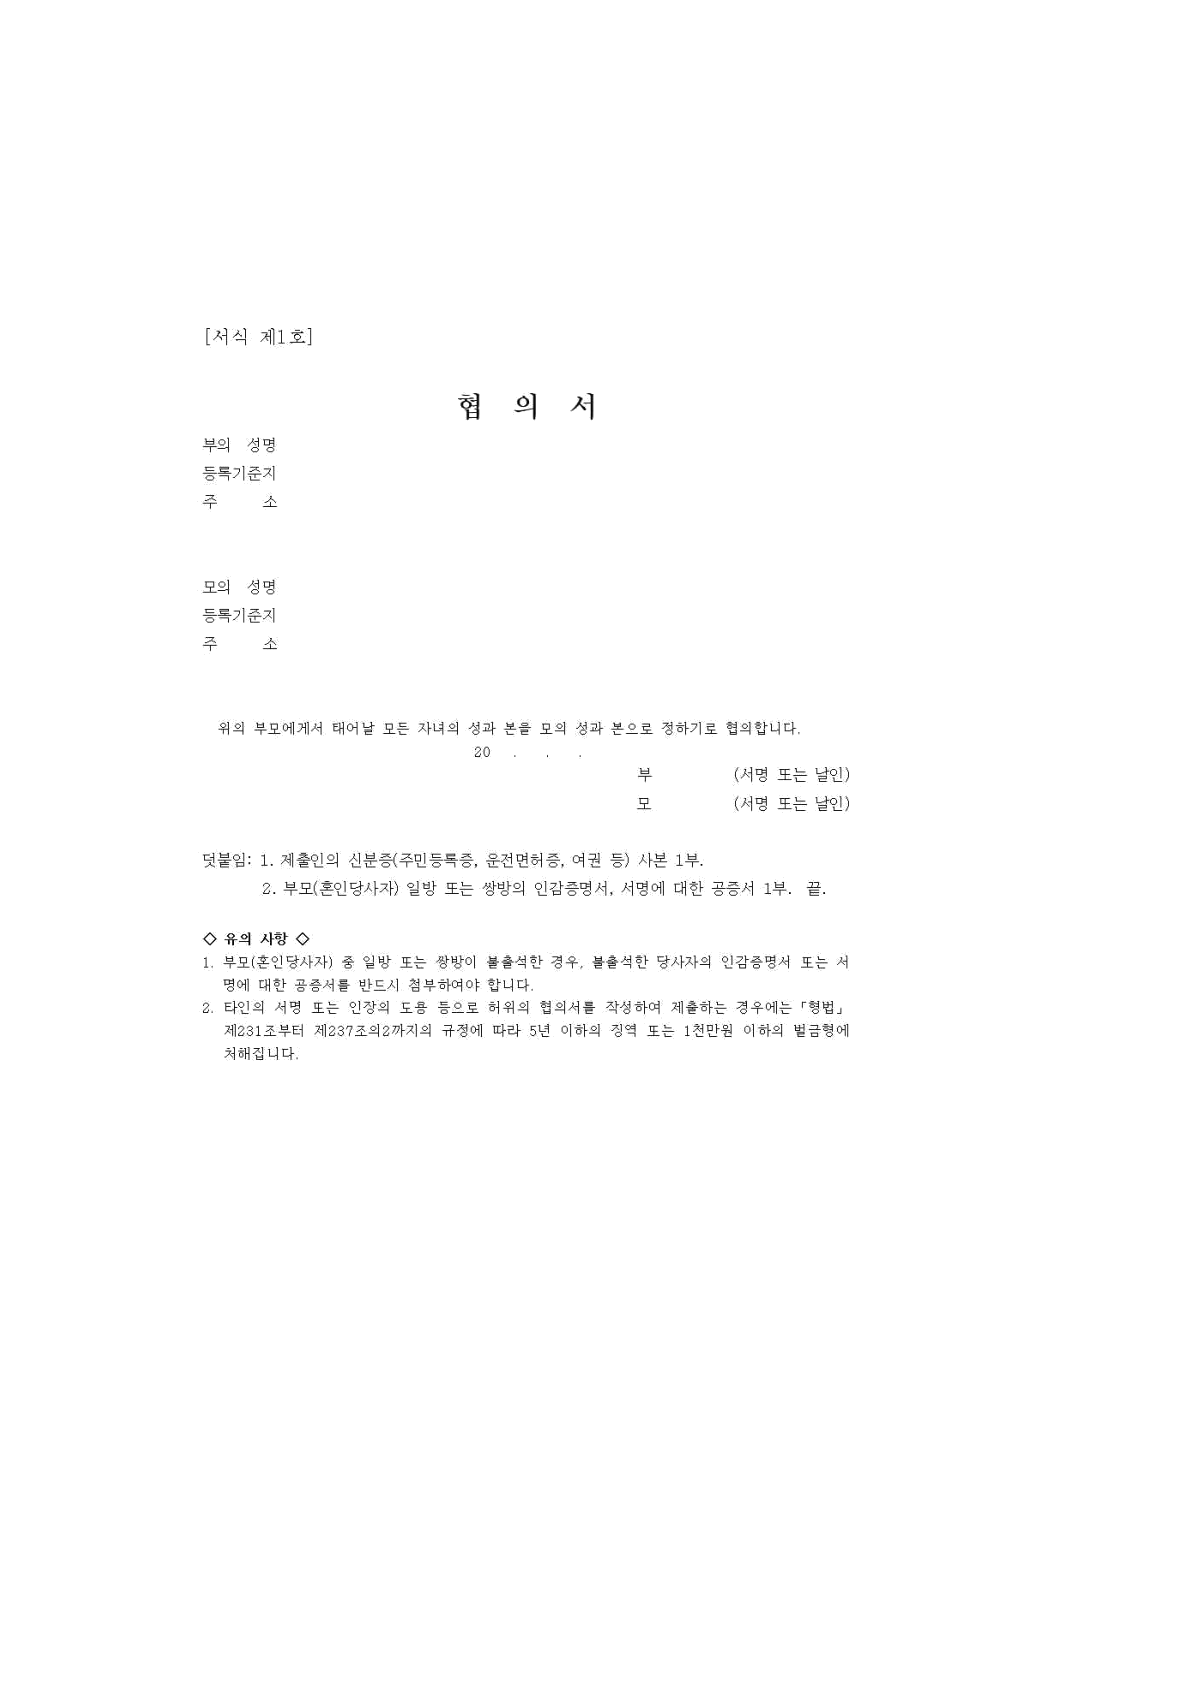 [서식 제1호]
협 의 서
부의 성명
등록기준지
주 소
모의 성명
등록기준지
주 소
위의 부모에게서 태어날 모든 자녀의 성과 본을 모의 성과 본으로 정하기로 협의합니다.
20 . . .
부 (서명 또는 날인)
모 (서명 또는 날인)
덧붙임: 1. 제출인의 신분증(주민등록증, 운전면허증, 여권 등) 사본 1부.
2. 부모(혼인당사자) 일방 또는 쌍방의 인감증명서, 서명에 대한 공증서 1부. 끝.
◇ 유의 사항 ◇
1. 부모(혼인당사자) 중 일방 또는 쌍방이 불출석한 경우, 불출석한 당사자의 인감증명서 또는 서
명에 대한 공증서를 반드시 첨부하여야 합니다.
2. 타인의 서명 또는 인장의 도용 등으로 허위의 협의서를 작성하여 제출하는 경우에는「형법」
제231조부터 제237조의2까지의 규정에 따라 5년 이하의 징역 또는 1천만원 이하의 벌금형에
처해집니다.